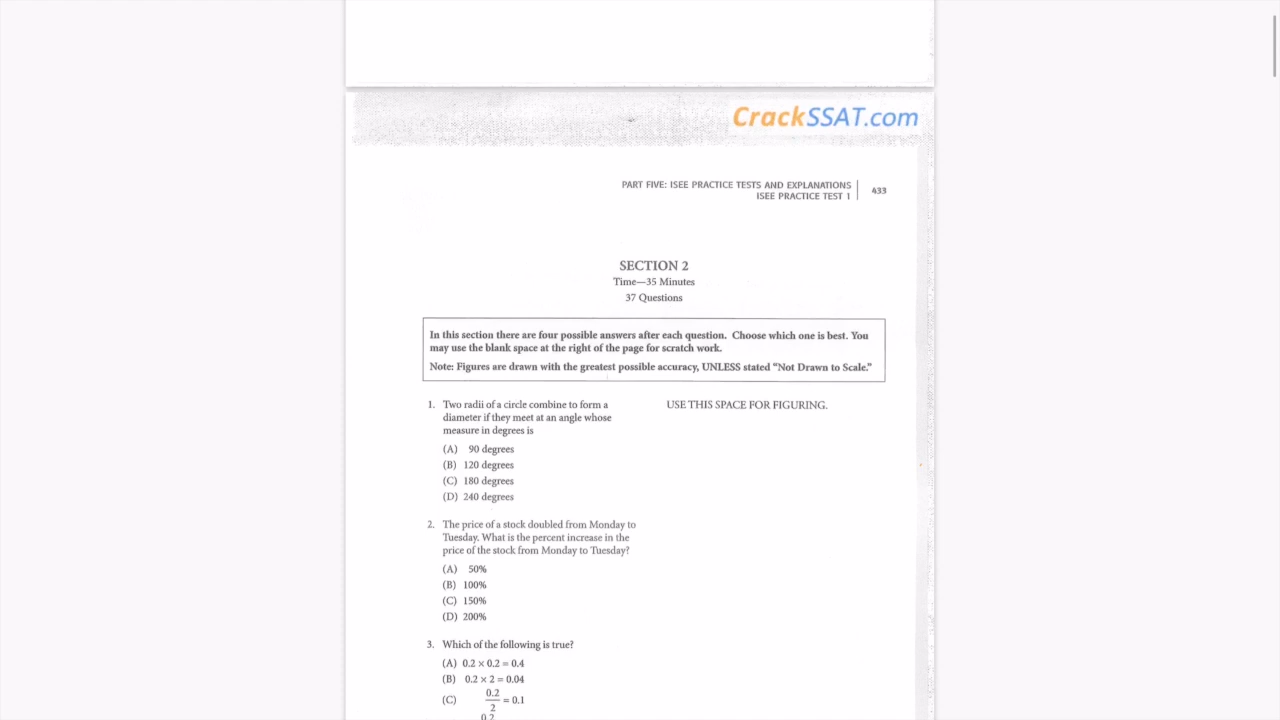 CrackSSAT.com
PART FIVE: ISEE PRACTICE TESTS AND EXPLANATIONS
ISEE PRACTICE TEST 1
433
SECTION 2
Time—35 Minutes
37 Questions
In this section there are four possible answers after each question. Choose which one is best. You
may use the blank space at the right of the page for scratch work.
Note: Figures are drawn with the greatest possible accuracy, UNLESS stated “Not Drawn to Scale.”
1. Two radii of a circle combine to form a
diameter if they meet at an angle whose
measure in degrees is
(A) 90 degrees
(B) 120 degrees
(C) 180 degrees
(D) 240 degrees
USE THIS SPACE FOR FIGURING.
2. The price of a stock doubled from Monday to
Tuesday. What is the percent increase in the
price of the stock from Monday to Tuesday?
(A) 50%
(B) 100%
(C) 150%
(D) 200%
3. Which of the following is true?
(A) 0.2 × 0.2 = 0.4
(B) 0.2 × 2 = 0.04
(C) 0.2/2 = 0.1